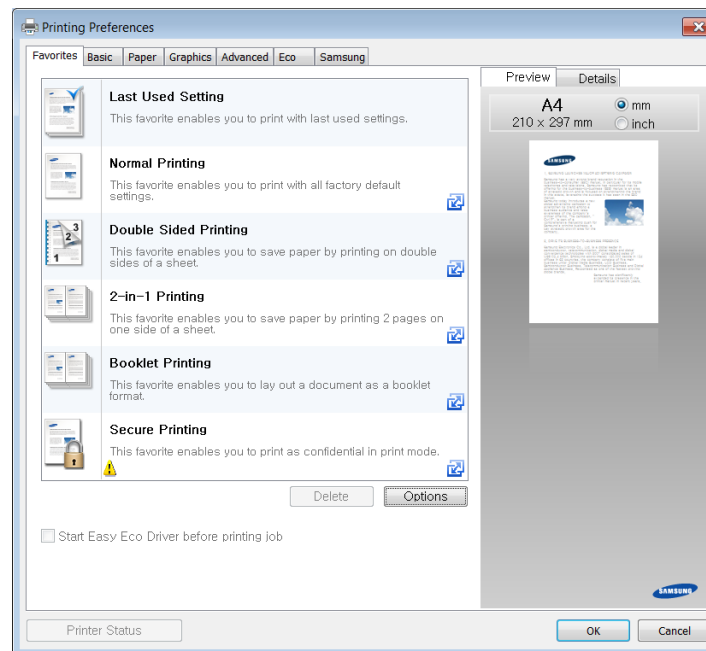 Printing Preferences
Favorites Basic Paper Graphics Advanced Eco Samsung
Last Used Setting
This favorite enables you to print with last used settings.
Normal Printing
This favorite enables you to print with all factory default
settings.
Double Sided Printing
This favorite enables you to save paper by printing on double
sides of a sheet.
2-in-1 Printing
This favorite enables you to save paper by printing 2 pages on
one side of a sheet.
Booklet Printing
This favorite enables you to lay out a document as a booklet
format.
Secure Printing
This favorite enables you to print as confidential in print mode.
Delete Options
Start Easy Eco Driver before printing job
Preview Details
A4
210 × 297 mm
mm
inch
SAMSUNG
SAMSUNG
Printer Status
OK Cancel